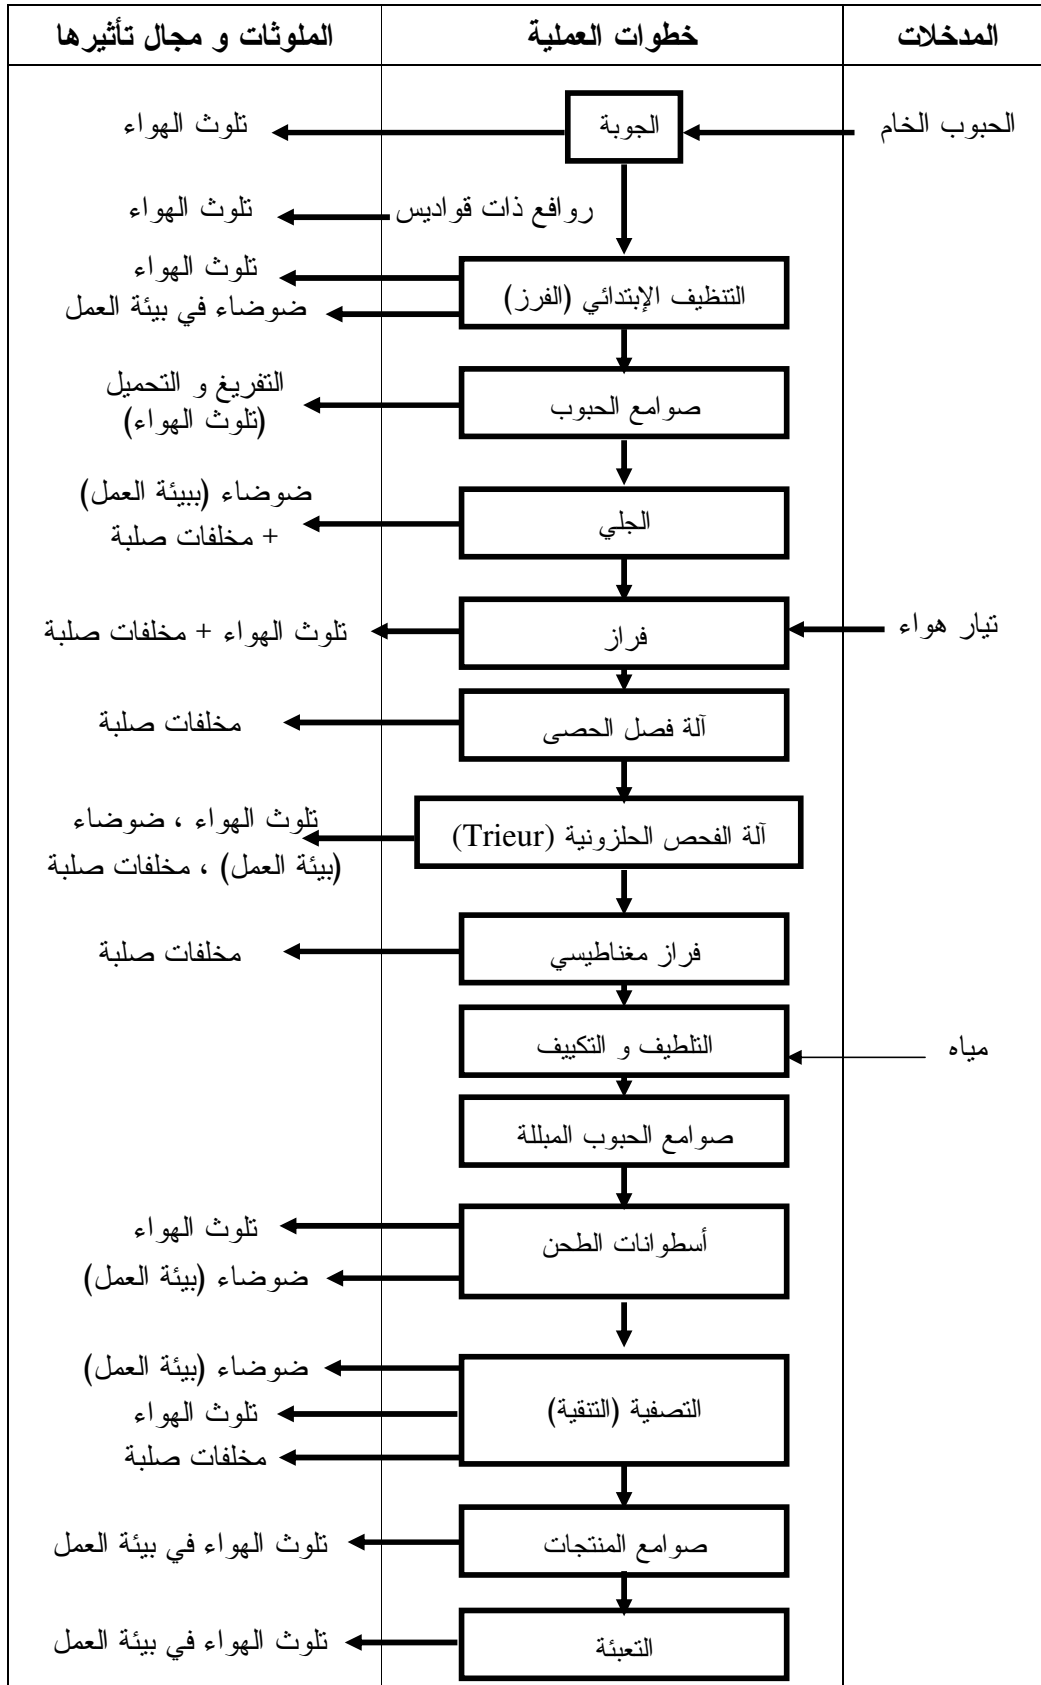 المدخلات
خطوات العملية
الملوثات و مجال تأثيرها
الحبوب الخام
الجوبة
تلوث الهواء
روافع ذات قواديس
تلوث الهواء
التنظيف الإبتدائي (الفرز)
تلوث الهواء
ضوضاء في بيئة العمل
صوامع الحبوب
التفريغ و التحميل
(تلوث الهواء)
الجلي
ضوضاء (ببيئة العمل)
+ مخلفات صلبة
تيار هواء
فراز
تلوث الهواء + مخلفات صلبة
آلة فصل الحصى
مخلفات صلبة
آلة الفحص الحلزونية (Trieur)
تلوث الهواء ، ضوضاء
(بيئة العمل) ، مخلفات صلبة
فراز مغناطيسي
مخلفات صلبة
مياه
التلطيف و التكييف
صوامع الحبوب المبللة
أسطوانات الطحن
تلوث الهواء
ضوضاء (بيئة العمل)
التصفية (التنقية)
ضوضاء (بيئة العمل)
تلوث الهواء
مخلفات صلبة
صوامع المنتجات
تلوث الهواء في بيئة العمل
التعبئة
تلوث الهواء في بيئة العمل